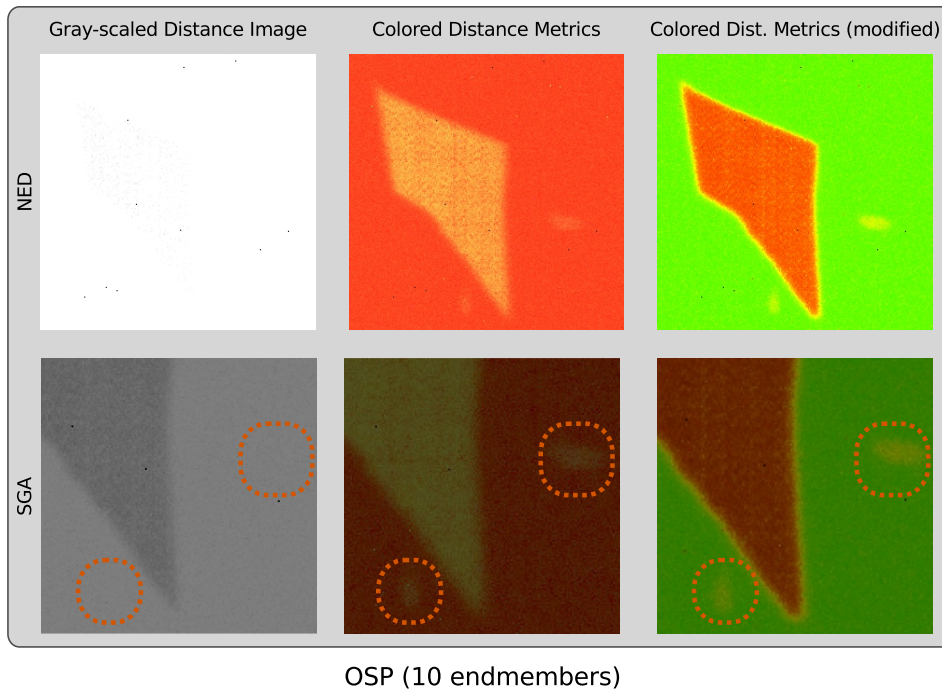 Gray-scaled Distance Image
Colored Distance Metrics
Colored Dist. Metrics (modified)
NED
SGA
OSP (10 endmembers)